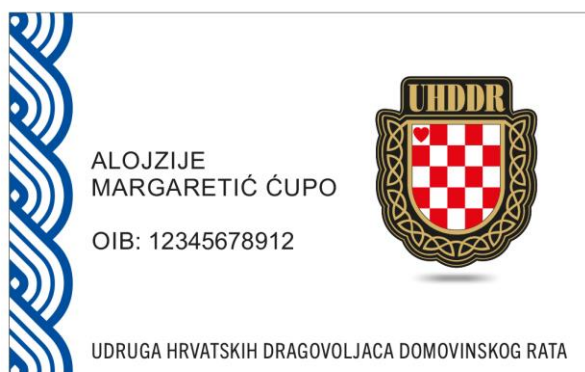 UHDDR
ALOJZIJE
MARGARETIĆ ĆUPO
OIB: 12345678912
UDRUGA HRVATSKIH DRAGOVOLJACA DOMOVINSKOG RATA